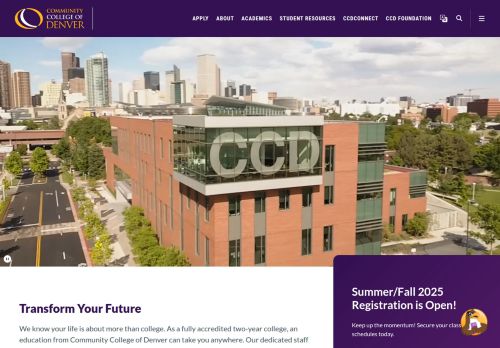 COMMUNITY
COLLEGE OF
DENVER
APPLY ABOUT ACADEMICS STUDENT RESOURCES CCDCONNECT CCD FOUNDATION
CCD
Transform Your Future
We know your life is about more than college. As a fully accredited two-year college, an
education from Community College of Denver can take you anywhere. Our dedicated staff
Summer/Fall 2025
Registration is Open!
Keep up the momentum! Secure your class
schedules today.